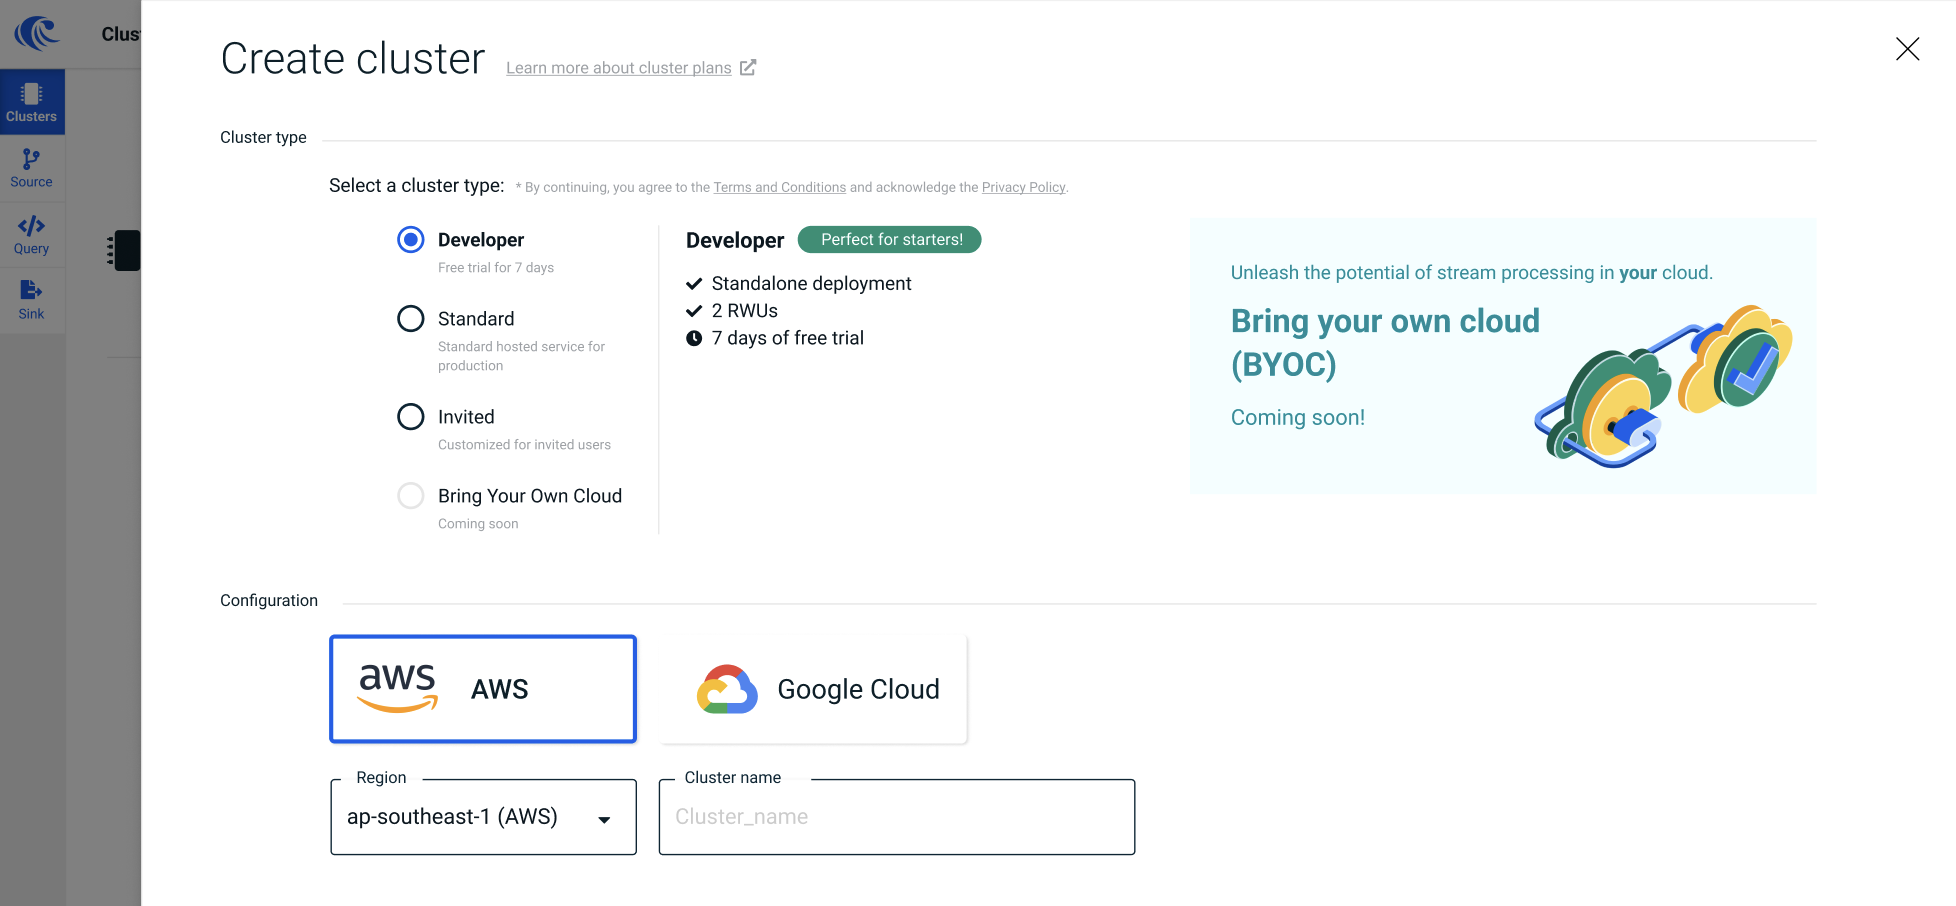 Clus
Create cluster
Learn more about cluster plans
Clusters
Source
Query
Sink
Cluster type
Select a cluster type:
* By continuing, you agree to the Terms and Conditions and acknowledge the Privacy Policy.
Developer
Free trial for 7 days
Standard
Standard hosted service for
production
Invited
Customized for invited users
Bring Your Own Cloud
Coming soon
Developer
Perfect for starters!
Standalone deployment
2 RWUs
7 days of free trial
Unleash the potential of stream processing in your cloud.
Bring your own cloud
(BYOC)
Coming soon!
Configuration
aws
AWS
Google Cloud
Region
ap-southeast-1 (AWS)
Cluster name
Cluster_name